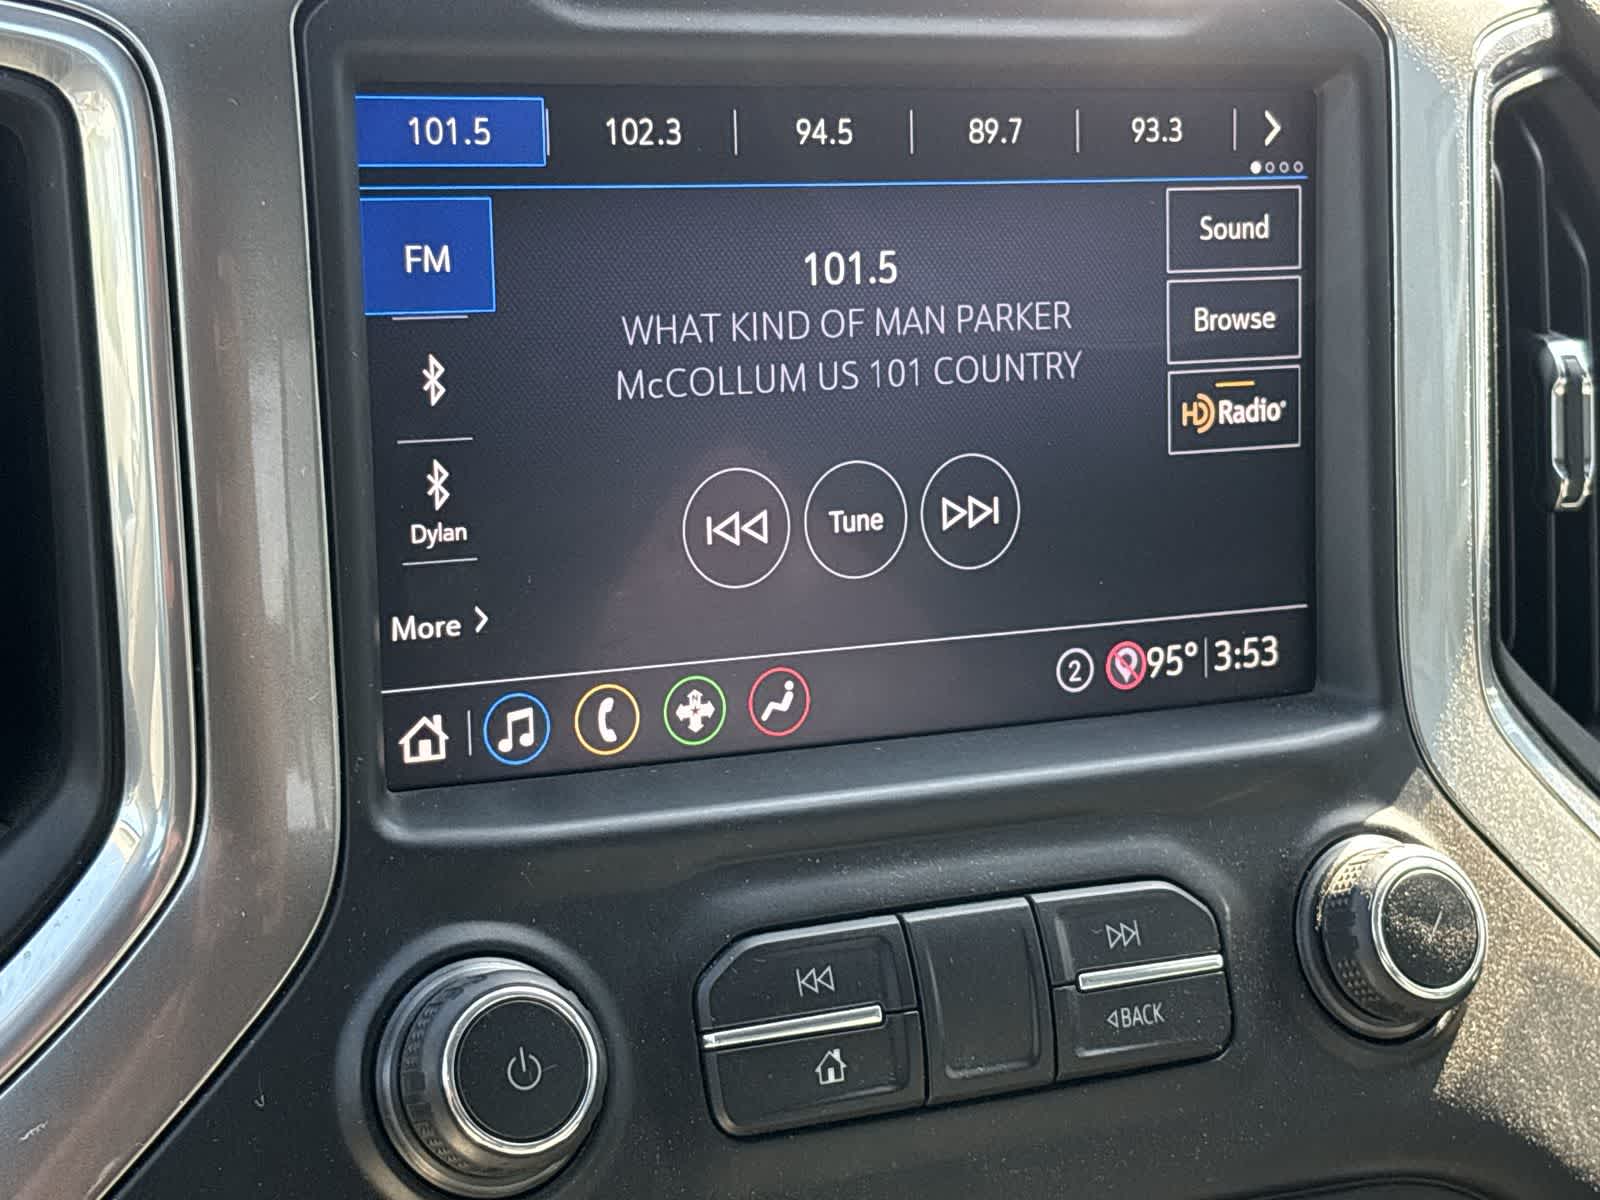 101.5
102.3
94.5
89.7
93.3
FM
101.5
WHAT KIND OF MAN PARKER
McCOLLUM US 101 COUNTRY
Sound
Browse
HD Radio
Dylan
Tune
More
N
2
95°
3:53
BACK